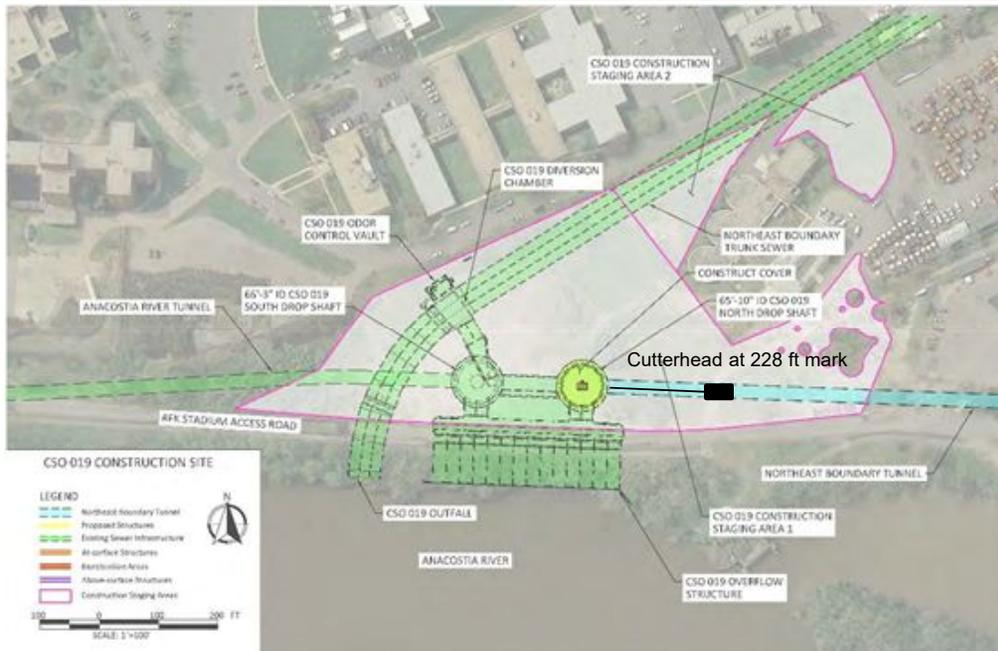 CSO 019 CONSTRUCTION
STAGING AREA 2
CSO 019 DIVERSION
CHAMBER
CSO 019 ODOR
CONTROL VAULT
NORTHEAST BOUNDARY
TRUNK SEWER
CONSTRUCT COVER
ANACOSTIA RIVER TUNNEL
65'-3" ID CSO 019
SOUTH DROP SHAFT
65'-10" ID CSO 019
NORTH DROP SHAFT
Cutterhead at 228 ft mark
RFK STADIUM ACCESS ROAD
NORTHEAST BOUNDARY TUNNEL
CSO 019 OUTFALL
CSO 019 CONSTRUCTION
STAGING AREA 1
ANACOSTIA RIVER
CSO 019 OVERFLOW
STRUCTURE
CSO 019 CONSTRUCTION SITE
LEGEND
N
Northeast Boundary Tunnel
Proposed Structures
Existing Sewer Infrastructure
At-surface Structures
Above-surface Structures
Construction Staging Areas
100 0 100 200 FT
SCALE: 1"=100'